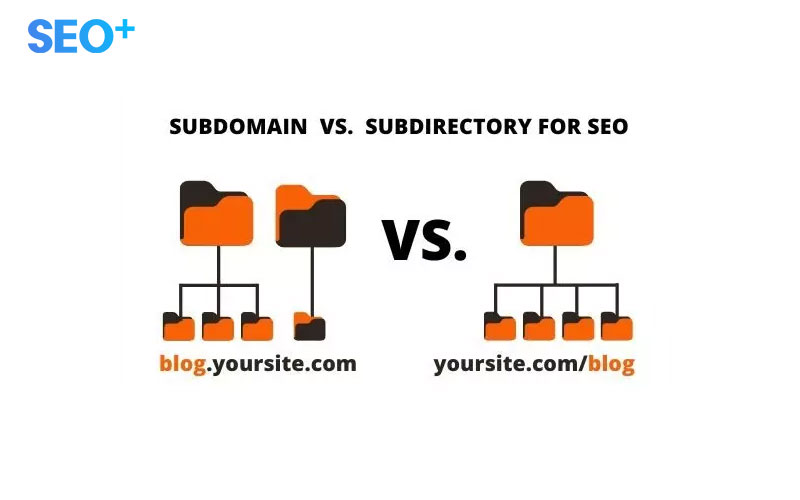 SEO+
SUBDOMAIN VS. SUBDIRECTORY FOR SEO
VS.
blog.yoursite.com
yoursite.com/blog